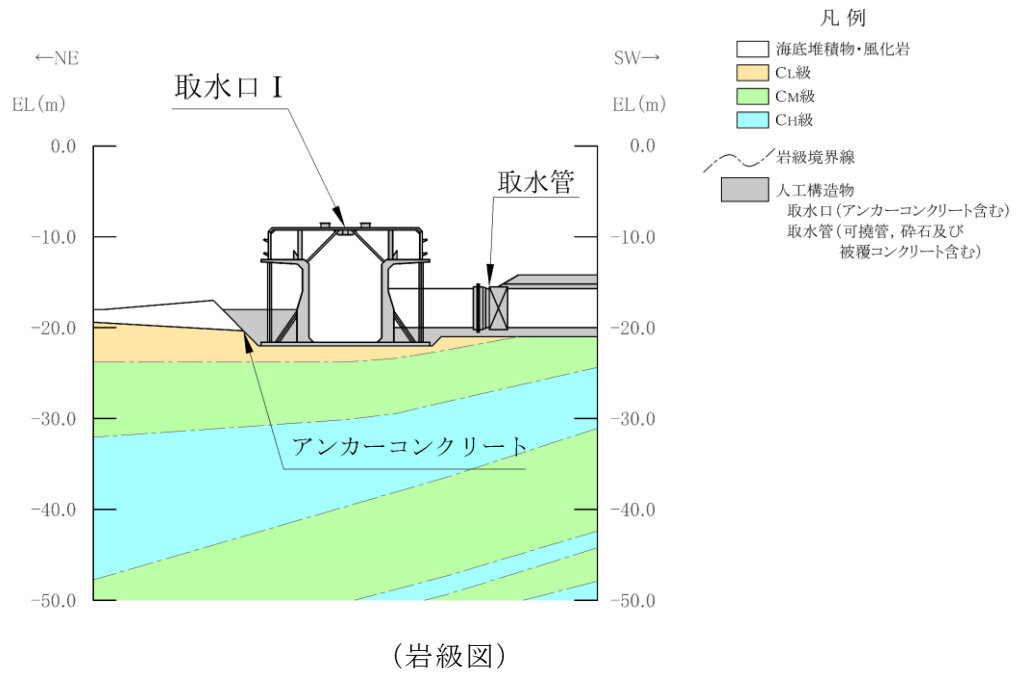 凡 例
海底堆積物・風化岩
CL級
CM級
CH級
岩級境界線
人工構造物
取水口（アンカーコンクリート含む）
取水管（可撓管，砕石及び
被覆コンクリート含む）
←NE
SW→
取水口 I
EL(m)
EL(m)
取水管
0.0
0.0
-10.0
-10.0
-20.0
-20.0
-30.0
-30.0
アンカーコンクリート
-40.0
-40.0
-50.0
-50.0
(岩級図)